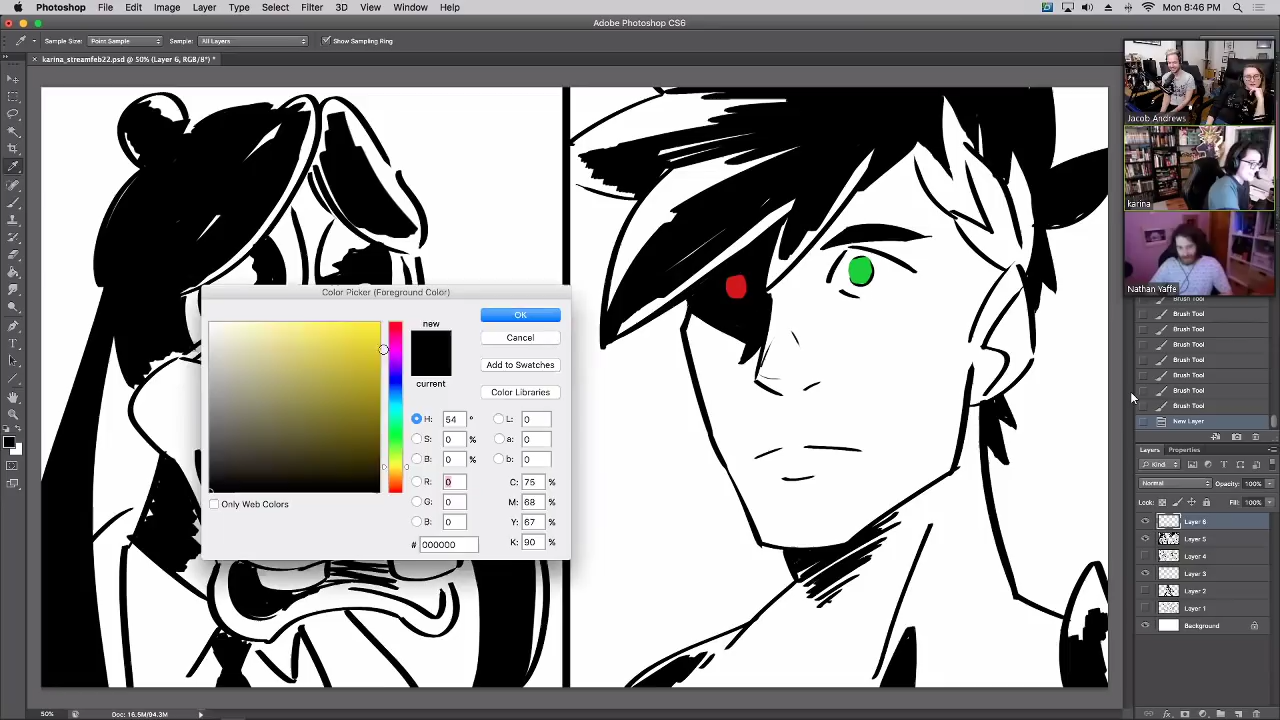 Photoshop File Edit Image Layer Type Select Filter 3D View Window Help Mon 8:46 PM
Adobe Photoshop CS6
Sample Size: Point Sample Sample: All Layers Show Sampling Ring
karina_streamfeb22.psd @ 50% (Layer 6, RGB/8*) *
Jacob Andrews
karina
Nathan Yaffe
Color Picker (Foreground Color)
new
current
OK
Cancel
Add to Swatches
Color Libraries
H: 54 ° L: 0
S: 0 % a: 0
B: 0 % b: 0
R: 0 C: 75 %
G: 0 M: 68 %
B: 0 Y: 67 %
# 000000 K: 90 %
Only Web Colors
Brush Tool
Brush Tool
Brush Tool
Brush Tool
Brush Tool
Brush Tool
Brush Tool
Brush Tool
New Layer
Layers Properties
Kind
Normal Opacity: 100%
Lock: Fill: 100%
Layer 6
Layer 5
Layer 4
Layer 3
Layer 2
Layer 1
Background
50% Doc: 16.5M/94.3M